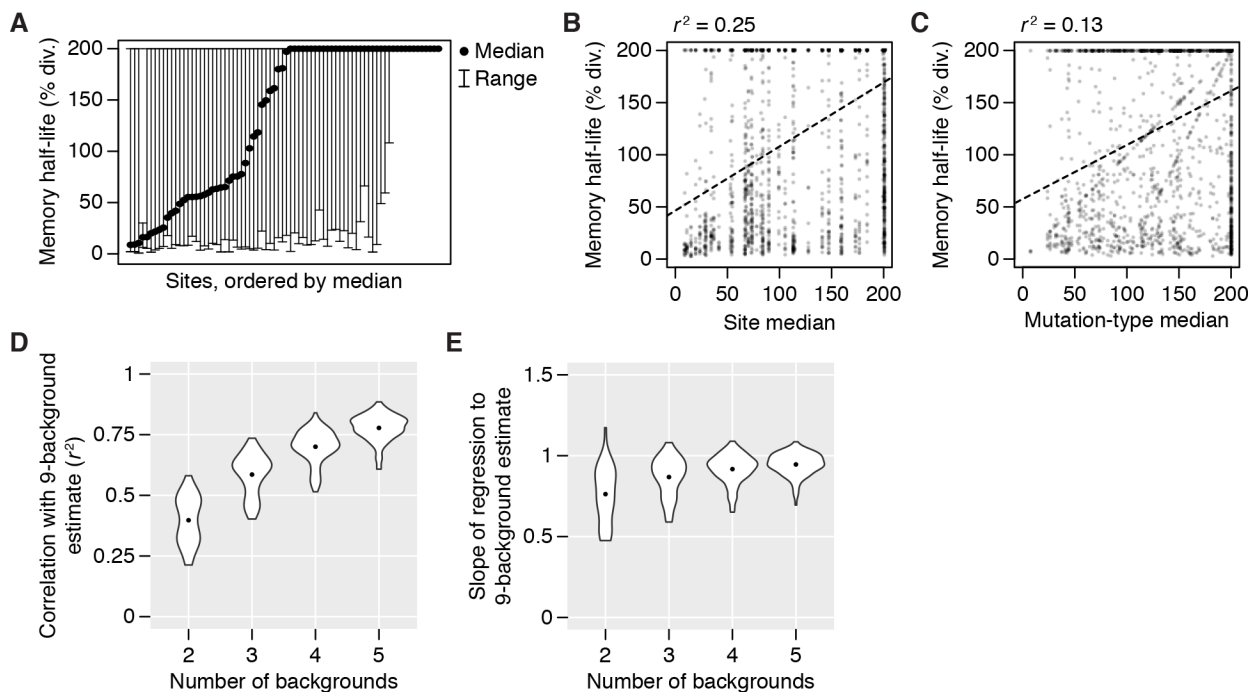 A
Memory half-life (% div.)
200
150
100
50
0
Sites, ordered by median
Median
Range
B
r² = 0.25
Memory half-life (% div.)
200
150
100
50
0
0 50 100 150 200
Site median
C
r² = 0.13
Memory half-life (% div.)
200
150
100
50
0
0 50 100 150 200
Mutation-type median
D
Correlation with 9-background
estimate (r²)
1
0.75
0.5
0.25
0
2 3 4 5
Number of backgrounds
E
Slope of regression to
9-background estimate
1.5
1
0.5
0
2 3 4 5
Number of backgrounds